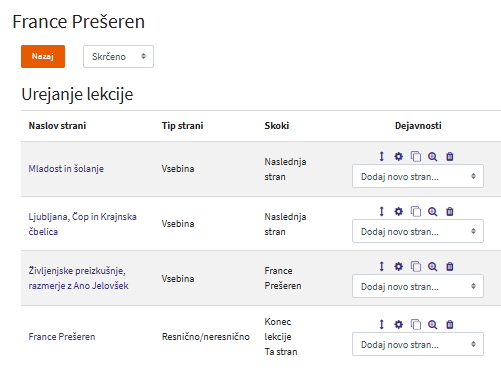 France Prešeren
Nazaj
Skrčeno
Urejanje lekcije
Naslov strani Tip strani Skoki Dejavnosti
Mladost in šolanje Vsebina Naslednja
stran
Dodaj novo stran...
Ljubljana, Čop in Krajnska
čbelica
Vsebina Naslednja
stran
Dodaj novo stran...
Življenjske preizkušnje,
razmerje z Ano Jelovšek
Vsebina France
Prešeren
Dodaj novo stran...
France Prešeren Resnično/neresnično Konec
lekcije
Ta stran
Dodaj novo stran...